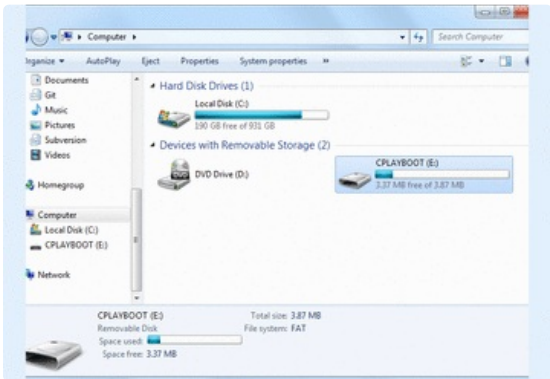 Computer
Search Computer
Organize
AutoPlay
Eject
Properties
System properties
»
Documents
Git
Music
Pictures
Subversion
Videos
Homegroup
Computer
Local Disk (C:)
CPLAYBOOT (E:)
Network
Hard Disk Drives (1)
Local Disk (C:)
190 GB free of 931 GB
Devices with Removable Storage (2)
DVD Drive (D:)
CPLAYBOOT (E:)
3.37 MB free of 3.87 MB
CPLAYBOOT (E:)
Total size: 3.87 MB
Removable Disk
File system: FAT
Space used:
Space free: 3.37 MB